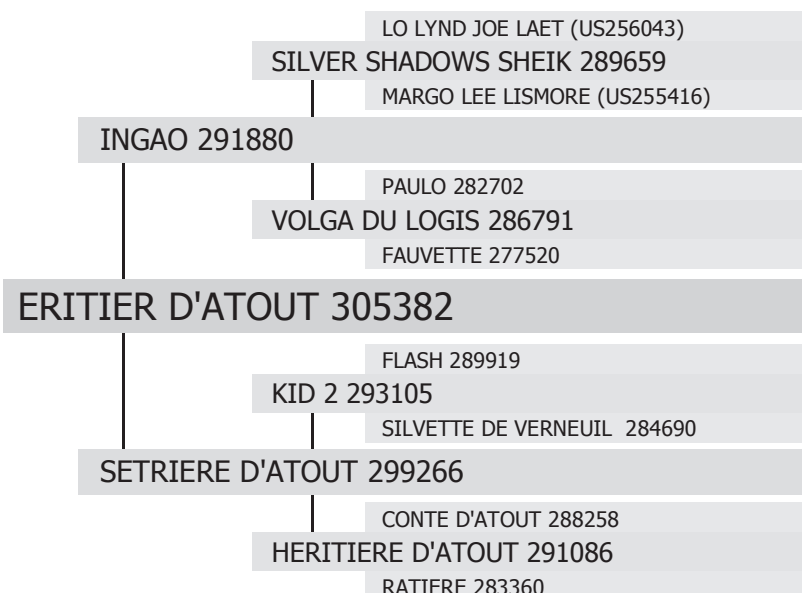 LO LYND JOE LAET (US256043)
SILVER SHADOWS SHEIK 289659
MARGO LEE LISMORE (US255416)
INGAO 291880
PAULO 282702
VOLGA DU LOGIS 286791
FAUVETTE 277520
ERITIER D'ATOUT 305382
FLASH 289919
KID 2 293105
SILVETTE DE VERNEUIL 284690
SETRIERE D'ATOUT 299266
CONTE D'ATOUT 288258
HERITIERE D'ATOUT 291086
RATIERE 283360